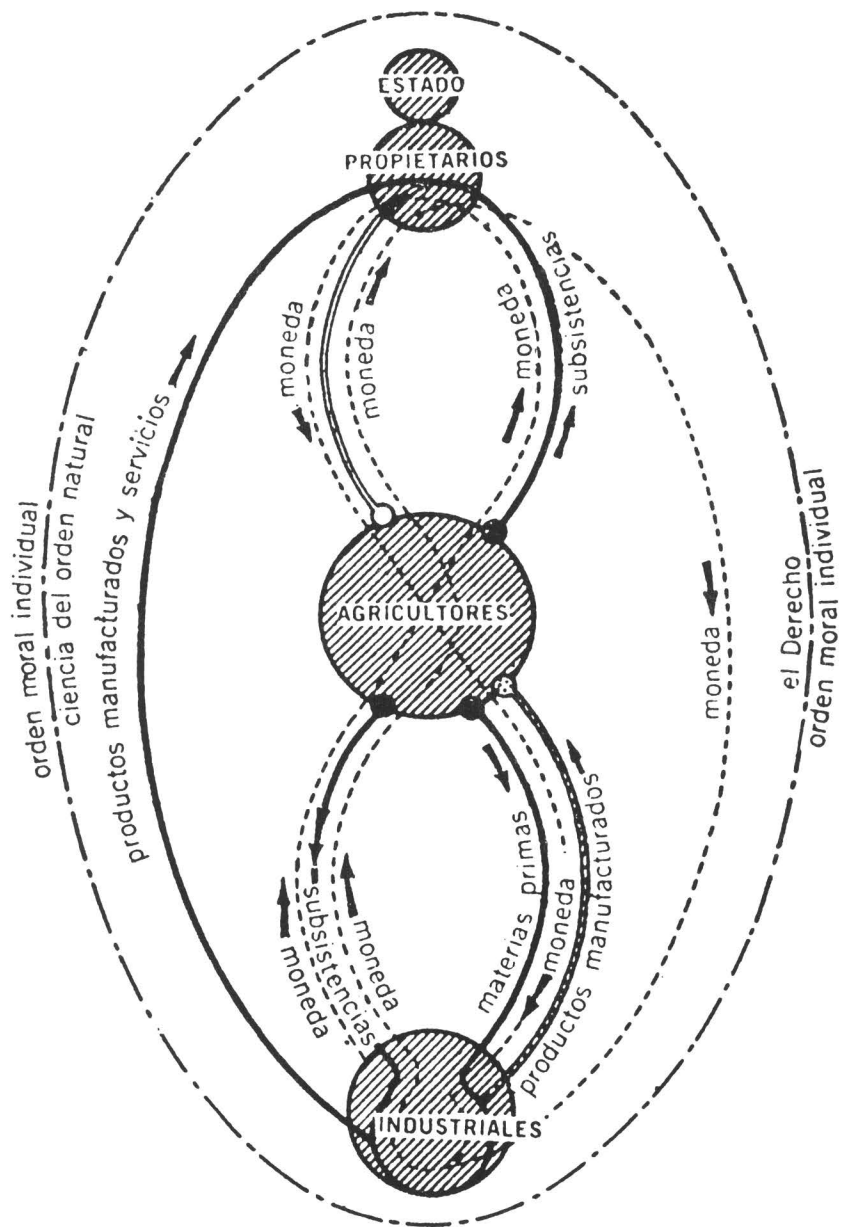 ESTADO
PROPIETARIOS
moneda
moneda
moneda
subsistencias
orden moral individual
ciencia del orden natural
productos manufacturados y servicios
AGRICULTORES
moneda
el Derecho
orden moral individual
moneda
subsistencias
moneda
materias primas
moneda
productos manufacturados
INDUSTRIALES